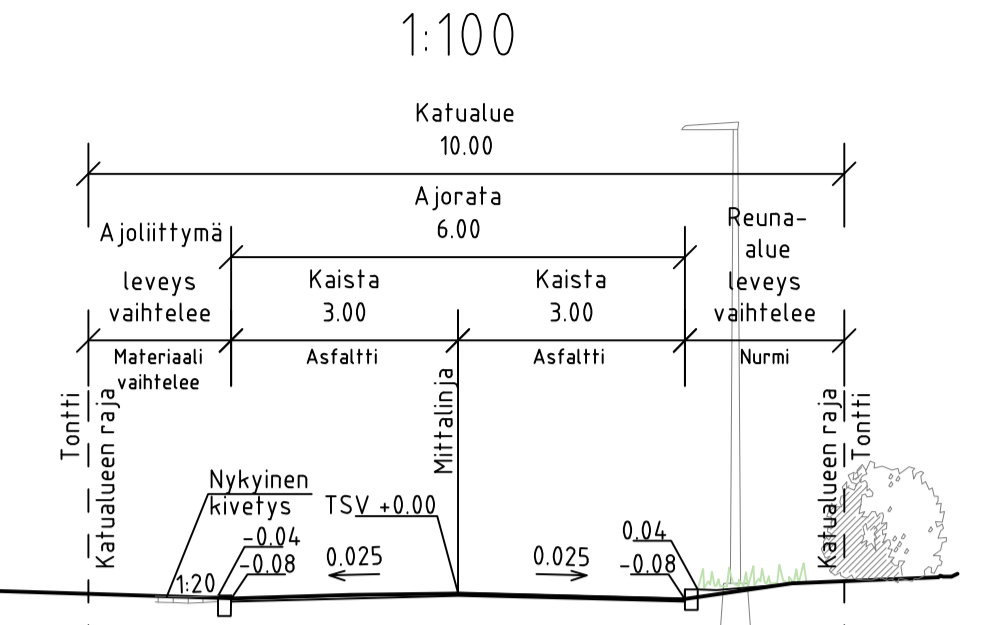 1:100
Katualue
10.00
Ajorata
6.00
Ajoliittymä
leveys
vaihtelee
Kaista
3.00
Kaista
3.00
Reuna-
alue
leveys
vaihtelee
Materiaali
vaihtelee
Asfaltti
Asfaltti
Nurmi
Tontti
Katualueen raja
Mittalinja
Katualueen raja
Tontti
Nykyinen
kivetys
TSV +0.00
-0.04
-0.08
1:20
0.025
0.025
0.04
-0.08